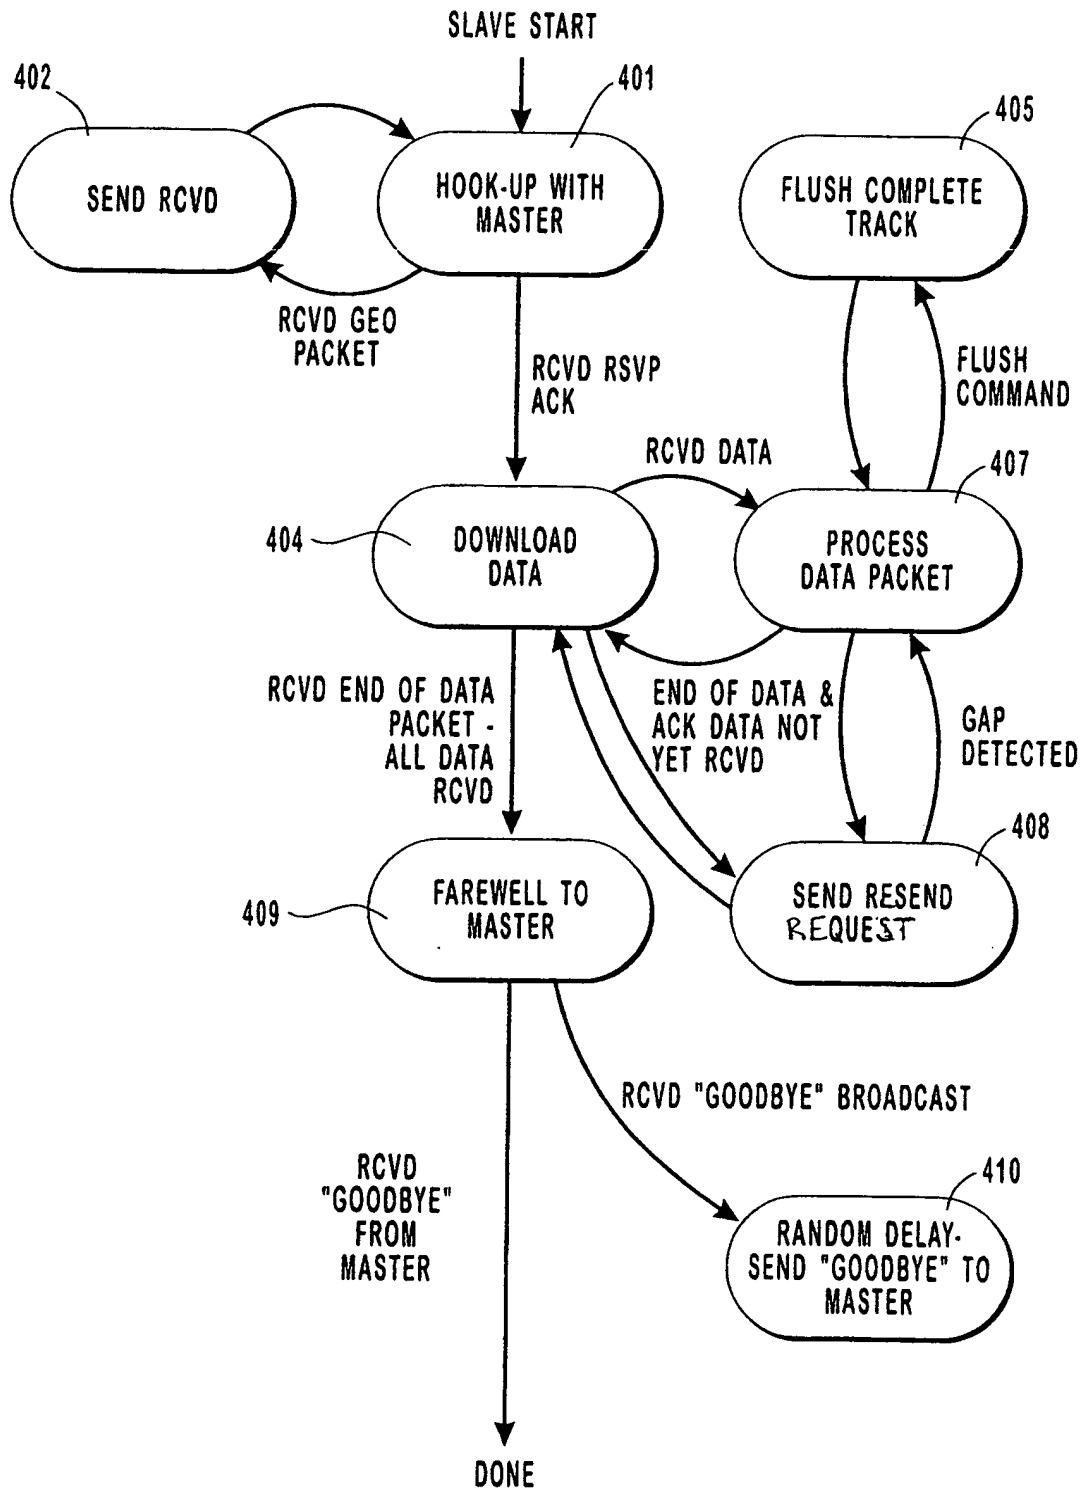 SLAVE START
402
401
405
SEND RCVD
HOOK-UP WITH
MASTER
FLUSH COMPLETE
TRACK
RCVD GEO
PACKET
RCVD RSVP
ACK
FLUSH
COMMAND
RCVD DATA
407
404
DOWNLOAD
DATA
PROCESS
DATA PACKET
RCVD END OF DATA
PACKET -
ALL DATA
RCVD
END OF DATA &
ACK DATA NOT
YET RCVD
GAP
DETECTED
408
409
FAREWELL TO
MASTER
SEND RESEND
REQUEST
RCVD "GOODBYE" BROADCAST
RCVD
"GOODBYE"
FROM
MASTER
410
RANDOM DELAY-
SEND "GOODBYE" TO
MASTER
DONE